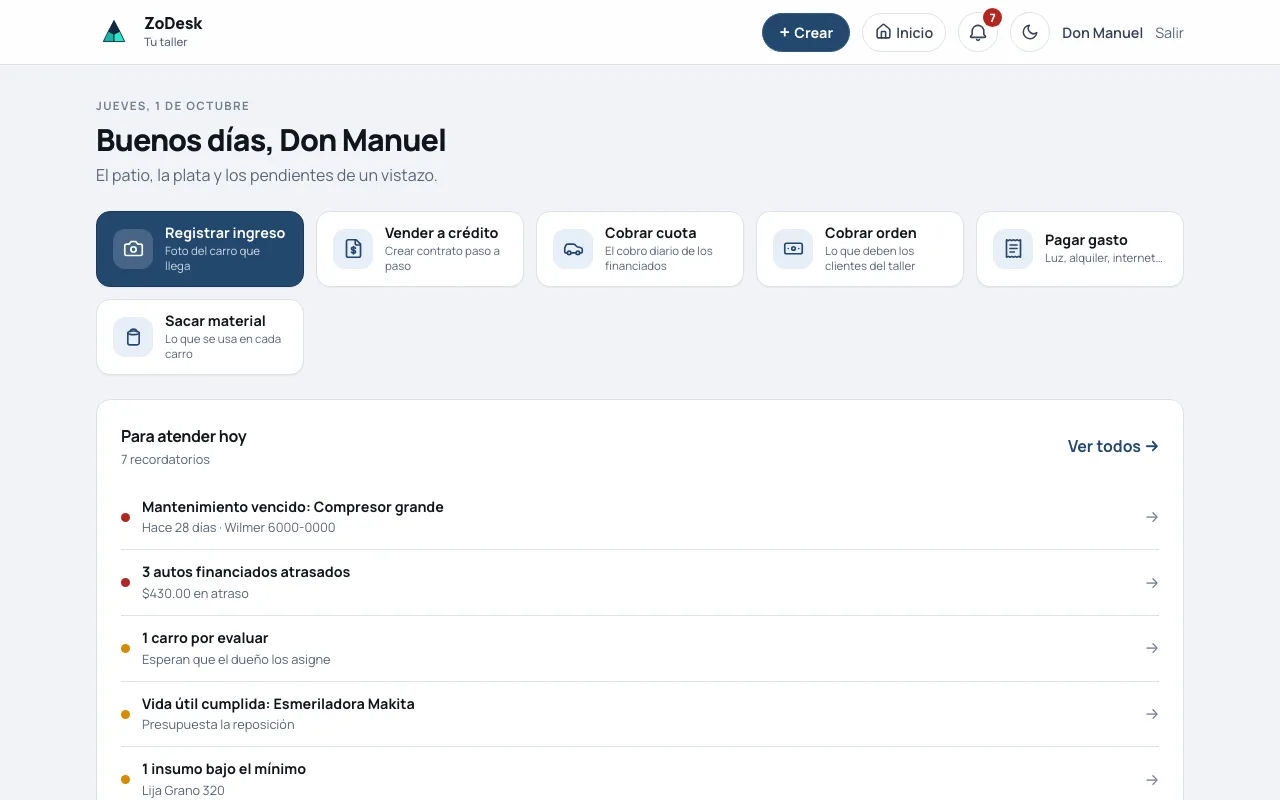 ZoDesk
Tu taller
+ Crear
Inicio
7
Don Manuel
Salir
JUEVES, 1 DE OCTUBRE
Buenos días, Don Manuel
El patio, la plata y los pendientes de un vistazo.
Registrar ingreso
Foto del carro que
llega
Vender a crédito
Crear contrato paso a
paso
Cobrar cuota
El cobro diario de los
financiados
Cobrar orden
Lo que deben los
clientes del taller
Pagar gasto
Luz, alquiler, internet…
Sacar material
Lo que se usa en cada
carro
Para atender hoy
7 recordatorios
Ver todos →
Mantenimiento vencido: Compresor grande
Hace 28 días · Wilmer 6000-0000
3 autos financiados atrasados
$430.00 en atraso
1 carro por evaluar
Esperan que el dueño los asigne
Vida útil cumplida: Esmeriladora Makita
Presupuesta la reposición
1 insumo bajo el mínimo
Lija Grano 320